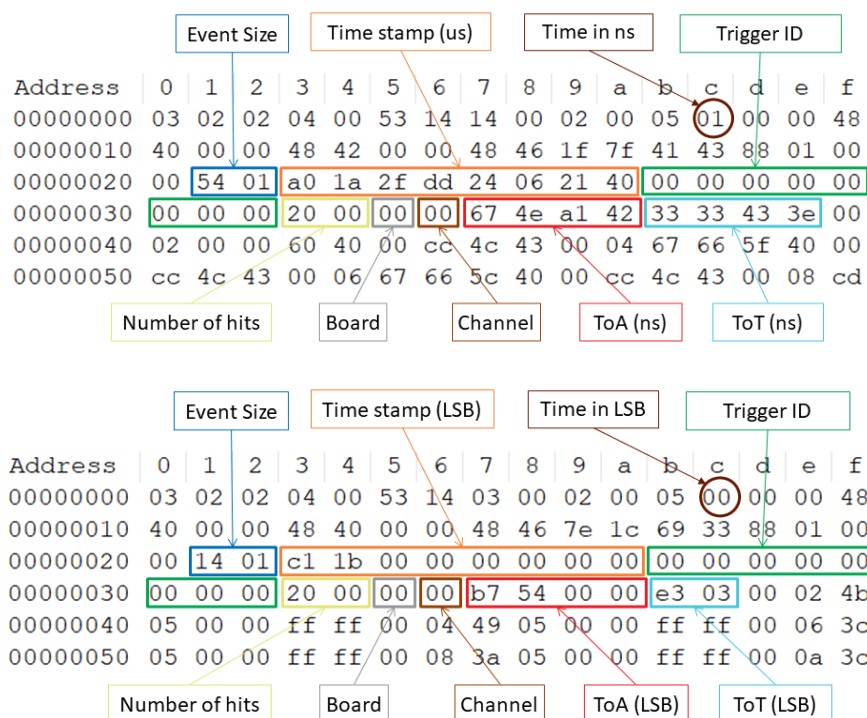 Event Size Time stamp (us) Time in ns Trigger ID
Address 0 1 2 3 4 5 6 7 8 9 a b c d e f
00000000 03 02 02 04 00 53 14 14 00 02 00 05 01 00 00 48
00000010 40 00 00 48 42 00 00 48 46 1f 7f 41 43 88 01 00
00000020 00 54 01 a0 1a 2f dd 24 06 21 40 00 00 00 00 00
00000030 00 00 00 20 00 00 00 67 4e a1 42 33 33 43 3e 00
00000040 02 00 00 60 40 00 cc 4c 43 00 04 67 66 5f 40 00
00000050 cc 4c 43 00 06 67 66 5c 40 00 cc 4c 43 00 08 cd
Number of hits Board Channel ToA (ns) ToT (ns)
Event Size Time stamp (LSB) Time in LSB Trigger ID
Address 0 1 2 3 4 5 6 7 8 9 a b c d e f
00000000 03 02 02 04 00 53 14 03 00 02 00 05 00 00 00 48
00000010 40 00 00 48 40 00 00 48 46 7e 1c 69 33 88 01 00
00000020 00 14 01 c1 1b 00 00 00 00 00 00 00 00 00 00 00
00000030 00 00 00 20 00 00 00 b7 54 00 00 e3 03 00 02 4b
00000040 05 00 00 ff ff 00 04 49 05 00 00 ff ff 00 06 3c
00000050 05 00 00 ff ff 00 08 3a 05 00 00 ff ff 00 0a 3c
Number of hits Board Channel ToA (LSB) ToT (LSB)